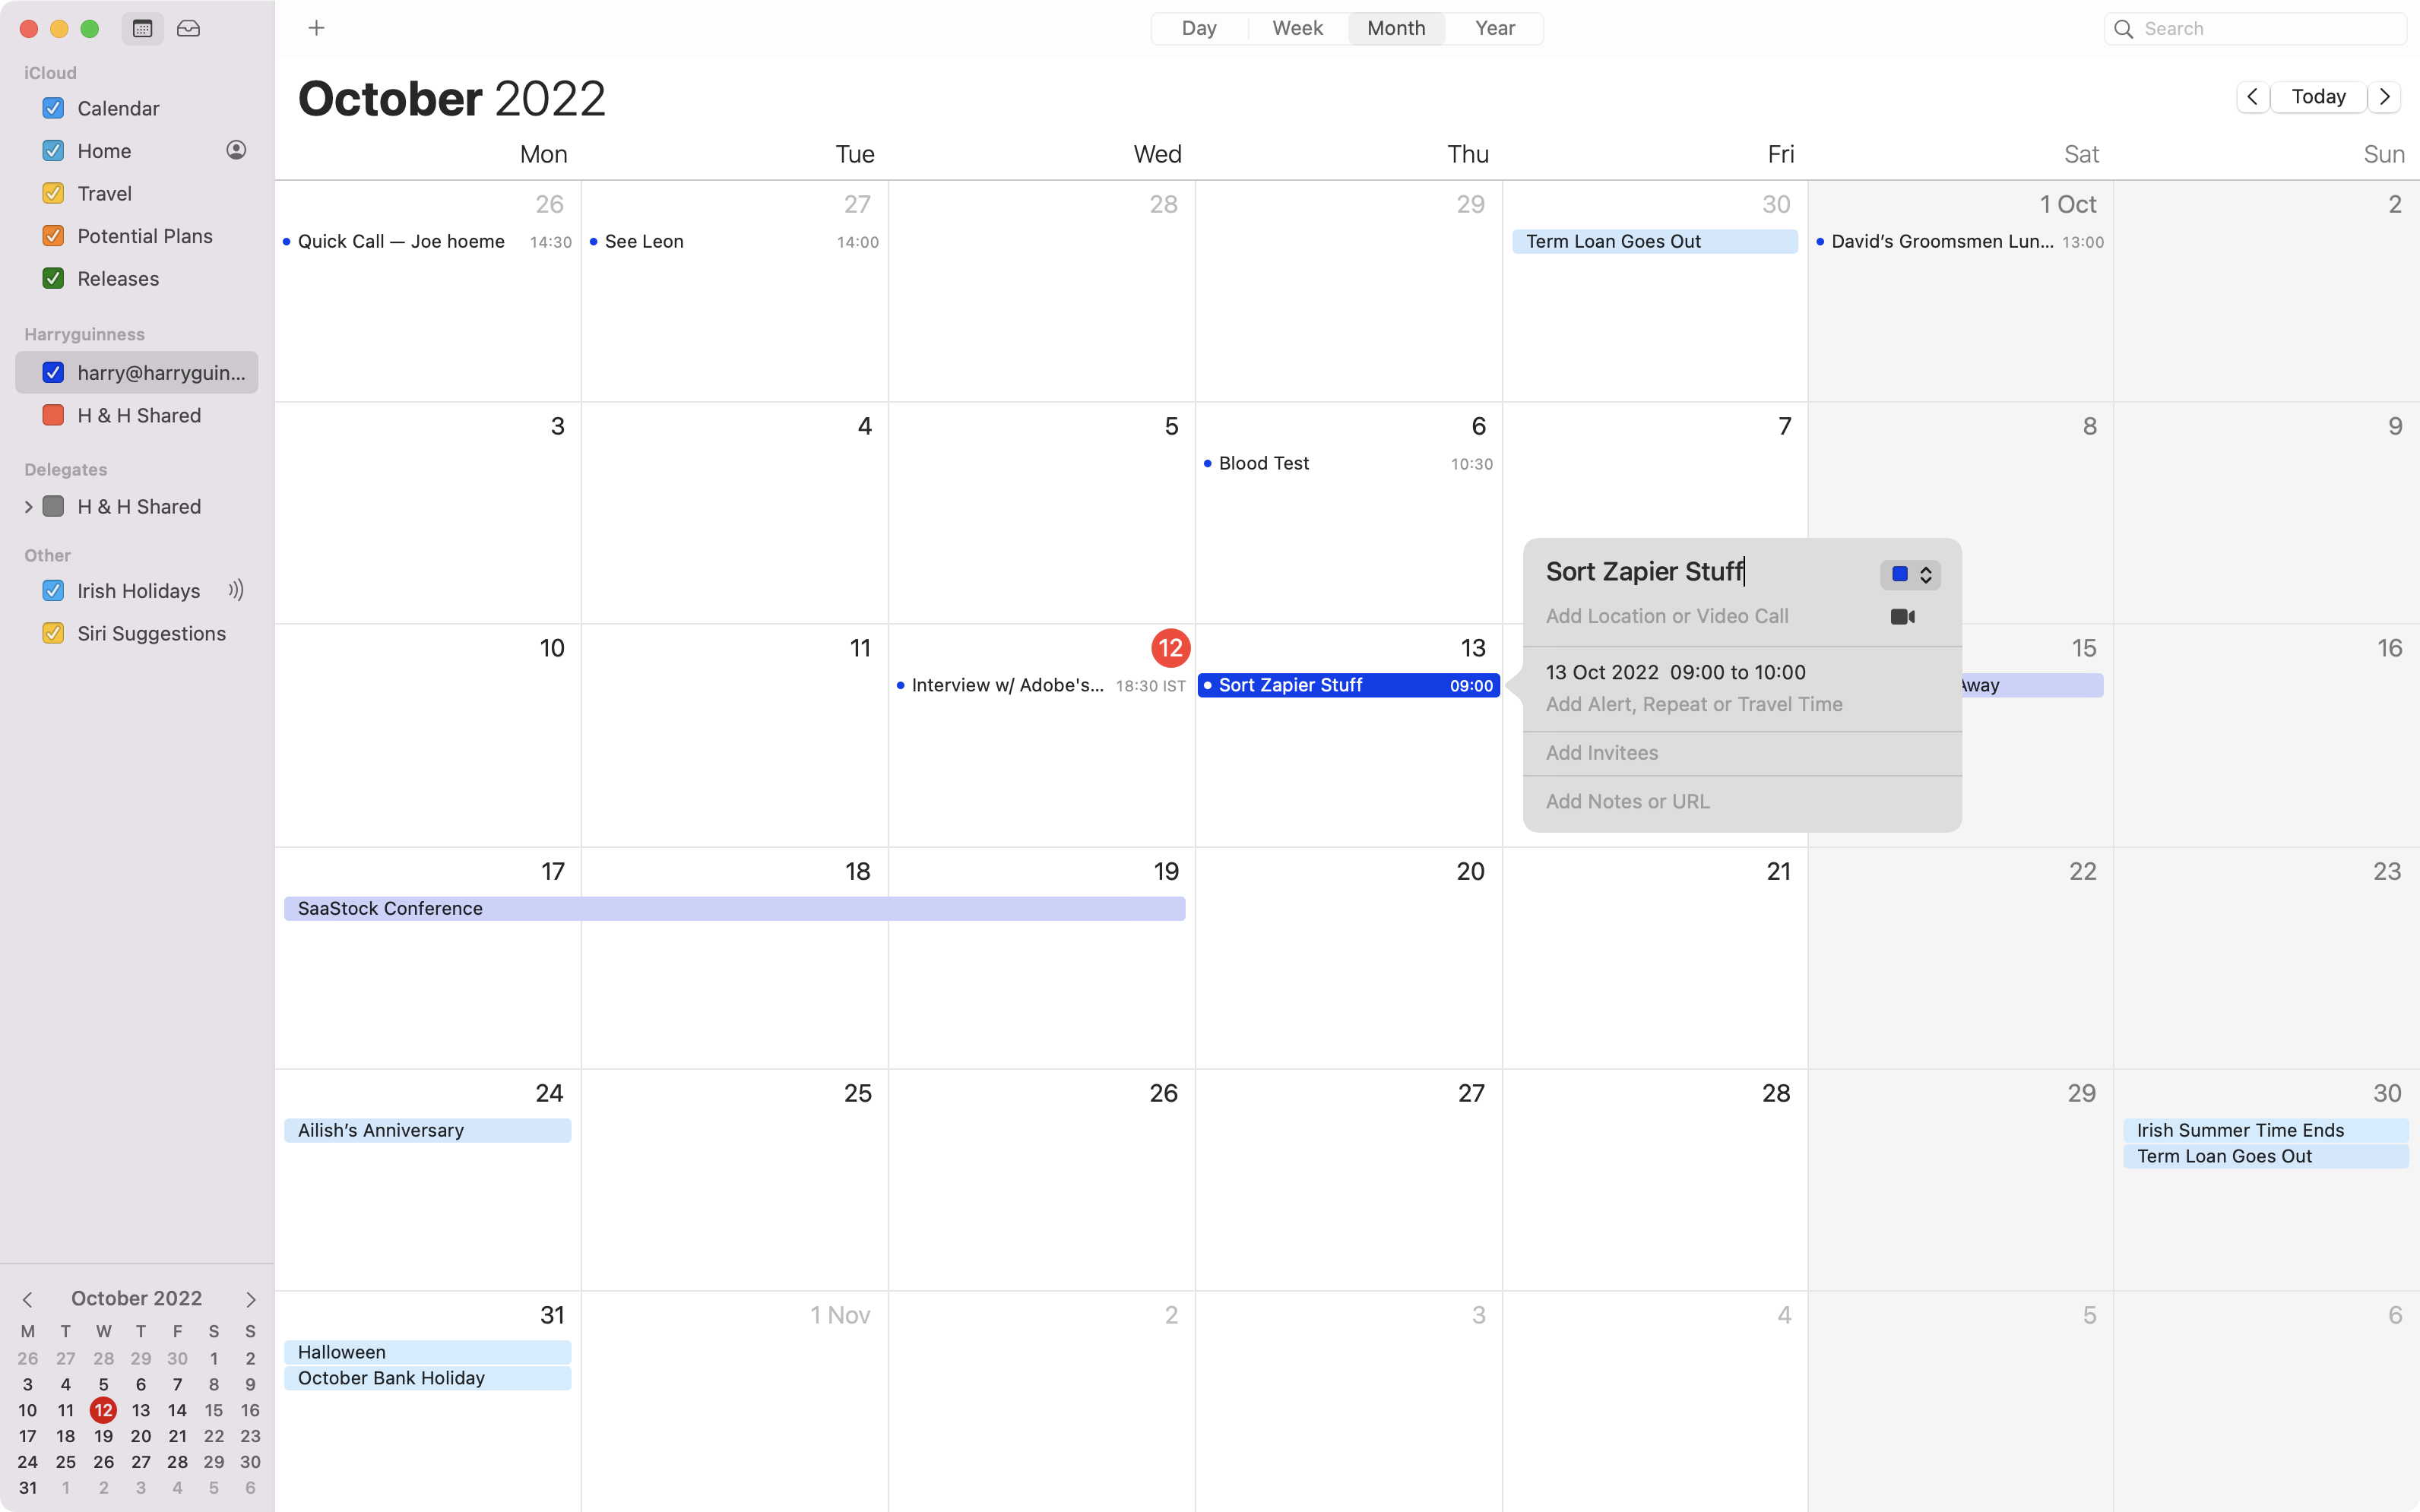 Day Week Month Year
Search
iCloud
Calendar
Home
Travel
Potential Plans
Releases
Harryguinness
harry@harryguin...
H & H Shared
Delegates
H & H Shared
Other
Irish Holidays
Siri Suggestions
October 2022
M T W T F S S
26 27 28 29 30 1 2
3 4 5 6 7 8 9
10 11 12 13 14 15 16
17 18 19 20 21 22 23
24 25 26 27 28 29 30
31 1 2 3 4 5 6
October 2022
Today
Mon Tue Wed Thu Fri Sat Sun
26 27 28 29 30 1 Oct 2
Quick Call — Joe hoeme 14:30 See Leon 14:00 Term Loan Goes Out David’s Groomsmen Lun... 13:00
3 4 5 6 7 8 9
Blood Test 10:30
10 11 12 13 15 16
Interview w/ Adobe's... 18:30 IST Sort Zapier Stuff 09:00 Away
Sort Zapier Stuff
Add Location or Video Call
13 Oct 2022 09:00 to 10:00
Add Alert, Repeat or Travel Time
Add Invitees
Add Notes or URL
17 18 19 20 21 22 23
SaaStock Conference
24 25 26 27 28 29 30
Ailish’s Anniversary Irish Summer Time Ends
Term Loan Goes Out
31 1 Nov 2 3 4 5 6
Halloween
October Bank Holiday